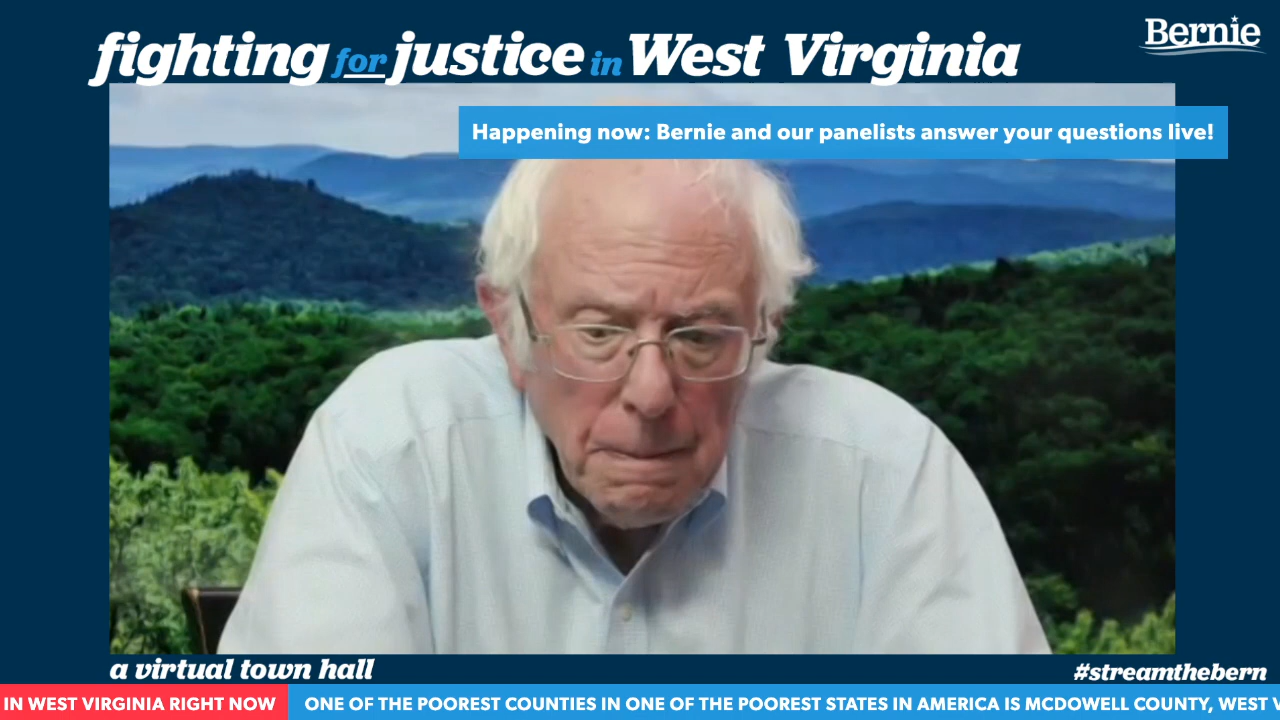 fighting for justice in West Virginia
Bernie
Happening now: Bernie and our panelists answer your questions live!
a virtual town hall
#streamthebern
IN WEST VIRGINIA RIGHT NOW
ONE OF THE POOREST COUNTIES IN ONE OF THE POOREST STATES IN AMERICA IS MCDOWELL COUNTY, WEST V